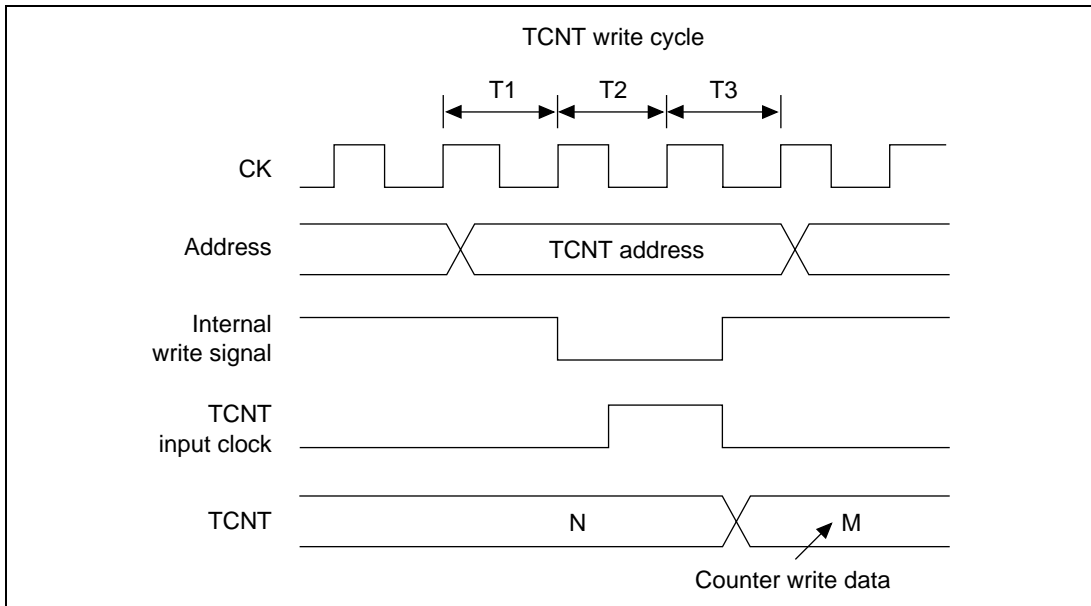 TCNT write cycle
T1 T2 T3
CK
Address
TCNT address
Internal
write signal
TCNT
input clock
TCNT
N
M
Counter write data